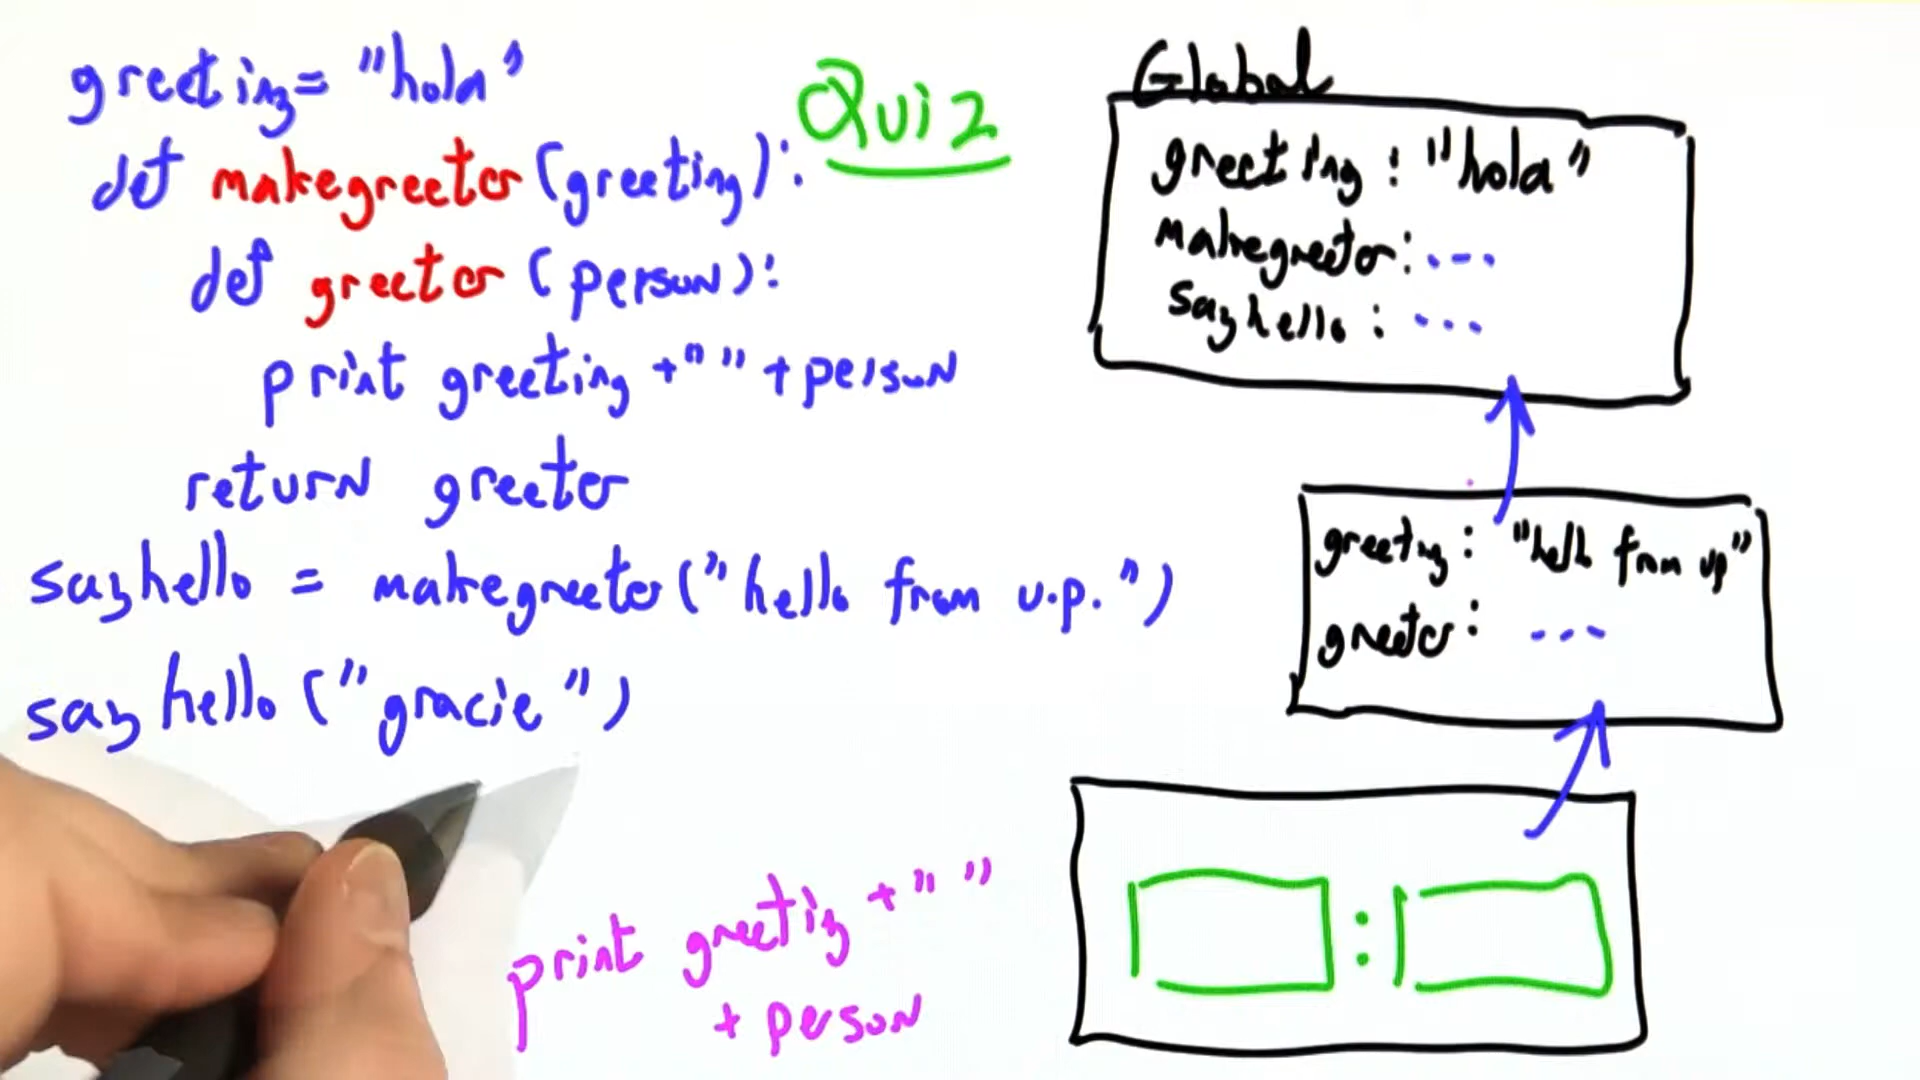 greeting= "hola"
Quiz
def makegreeter(greeting):
def greeter(person):
print greeting +" "+person
return greeter
sayhello = makegreeter("hello from u.p.")
sayhello("gracie")
print greeting +" "
+ person
Global
greeting: "hola"
makegreeter: ...
sayhello: ...
greeting: "hello from up"
greeter: ...
: